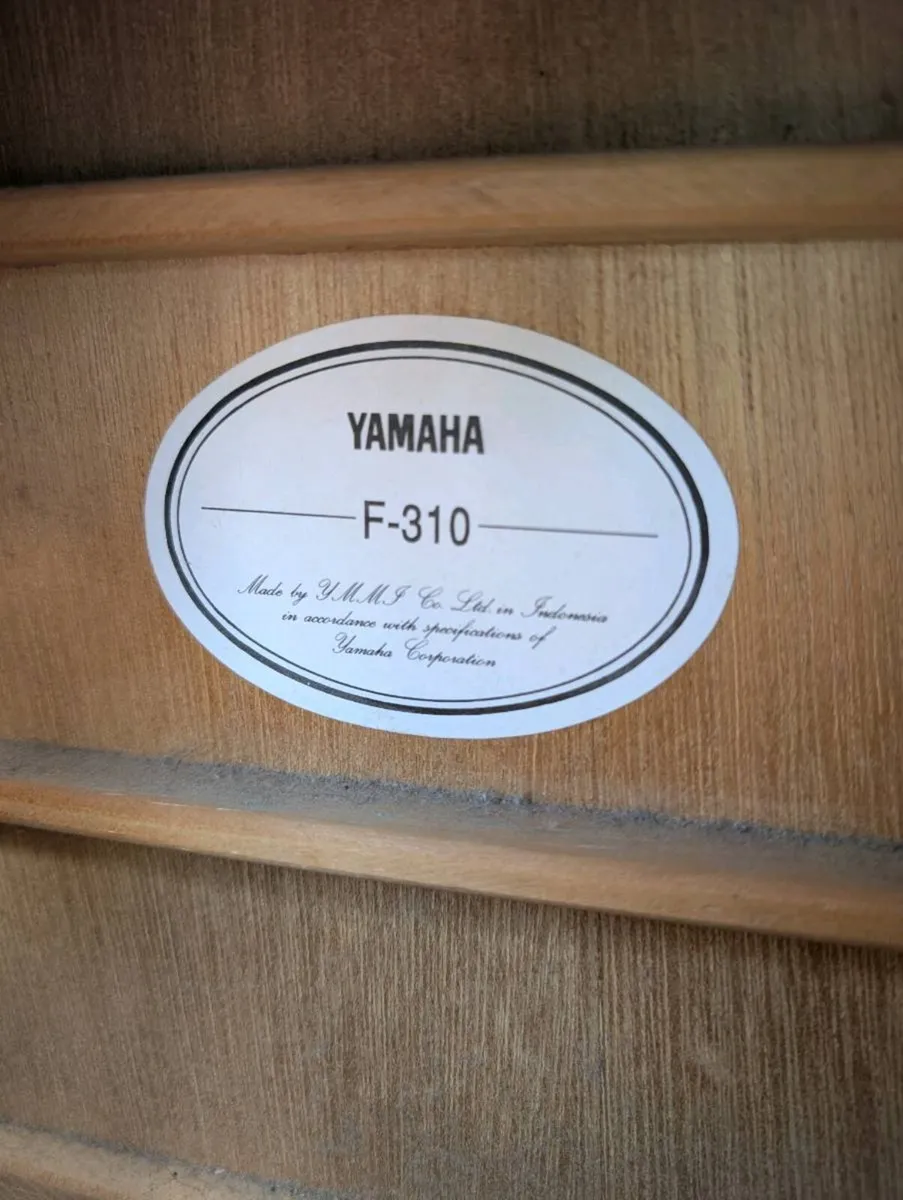 YAMAHA
F-310
Made by YMMI Co. Ltd. in Indonesia
in accordance with specifications of
Yamaha Corporation